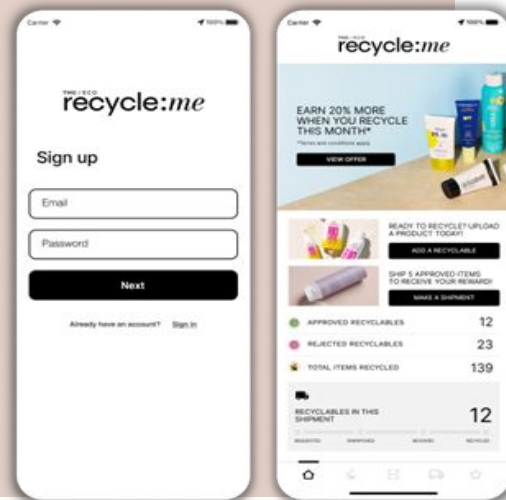 Carrier
100%
THE : ECO
recycle:me
Sign up
Email
Password
Next
Already have an account? Sign in
Carrier
100%
THE : ECO
recycle:me
EARN 20% MORE
WHEN YOU RECYCLE
THIS MONTH*
*Terms and conditions apply
VIEW OFFER
READY TO RECYCLE? UPLOAD
A PRODUCT TODAY!
ADD A RECYCLABLE
SHIP 5 APPROVED ITEMS
TO RECEIVE YOUR REWARD!
MAKE A SHIPMENT
APPROVED RECYCLABLES 12
REJECTED RECYCLABLES 23
TOTAL ITEMS RECYCLED 139
RECYCLABLES IN THIS
SHIPMENT 12
REQUESTED RECEIVED RECYCLED